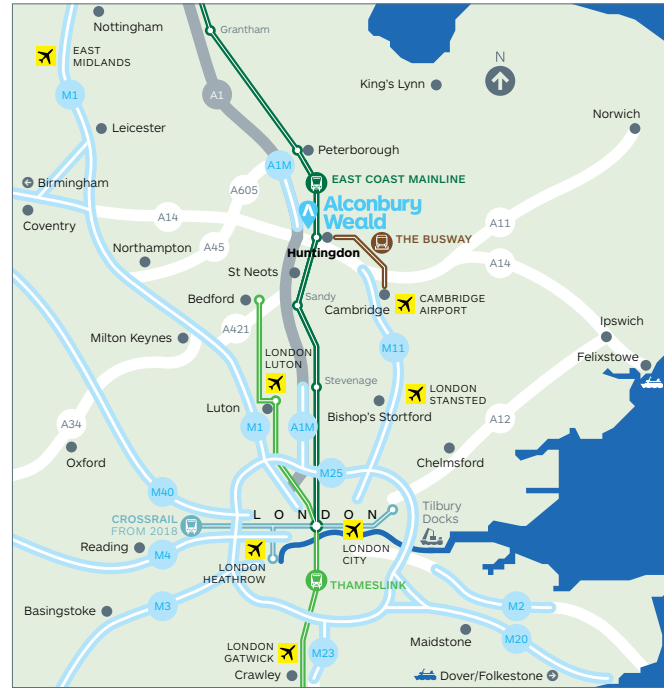 Nottingham
Grantham
EAST
MIDLANDS
N
King's Lynn
M1
A1
Norwich
Leicester
Peterborough
A1M
EAST COAST MAINLINE
Birmingham
A605
Alconbury
Weald
Coventry
A14
A11
THE BUSWAY
A45
Northampton
Huntingdon
A14
St Neots
Bedford
Sandy
Cambridge
CAMBRIDGE
AIRPORT
Ipswich
A421
Milton Keynes
M11
LONDON
LUTON
Felixstowe
Stevenage
LONDON
STANSTED
Luton
Bishop's Stortford
A34
M1
A1M
A12
Oxford
Chelmsford
M25
M40
LONDON
Tilbury
Docks
CROSSRAIL
FROM 2018
Reading
M4
LONDON
HEATHROW
LONDON
CITY
THAMESLINK
Basingstoke
M3
M2
Maidstone
M20
LONDON
GATWICK
M23
Crawley
Dover/Folkestone